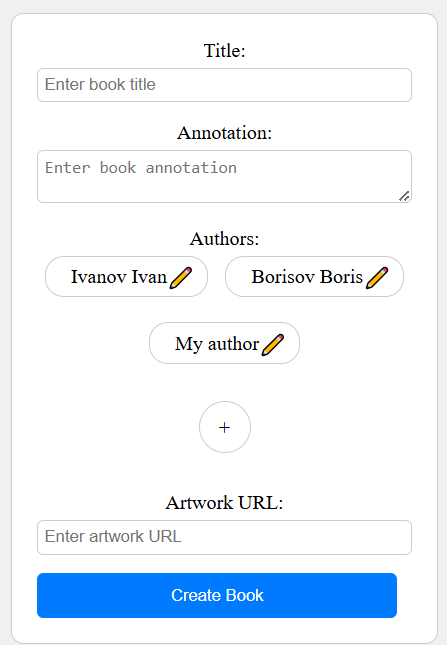 Title:
Enter book title
Annotation:
Enter book annotation
Authors:
Ivanov Ivan Borisov Boris
My author
+
Artwork URL:
Enter artwork URL
Create Book